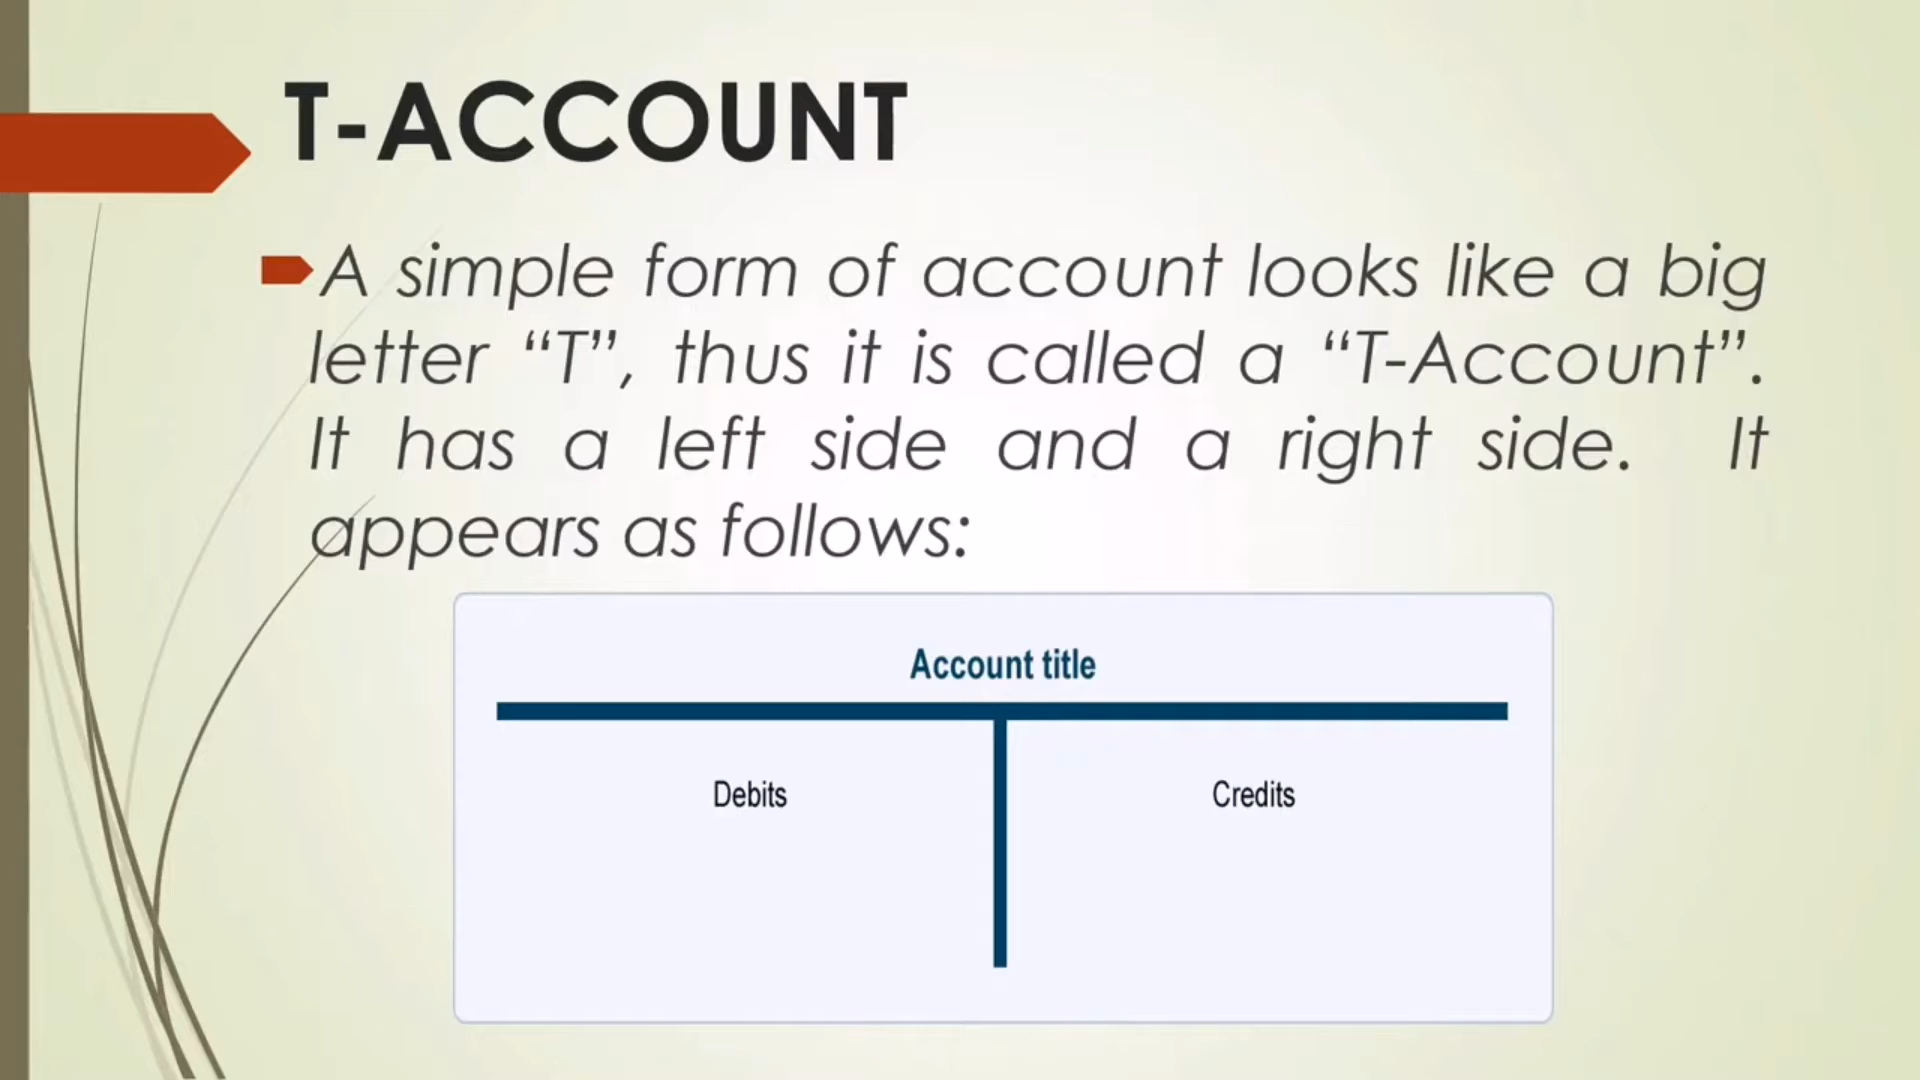 T-ACCOUNT
A simple form of account looks like a big
letter “T”, thus it is called a “T-Account”.
It has a left side and a right side. It
appears as follows:
Account title
Debits Credits